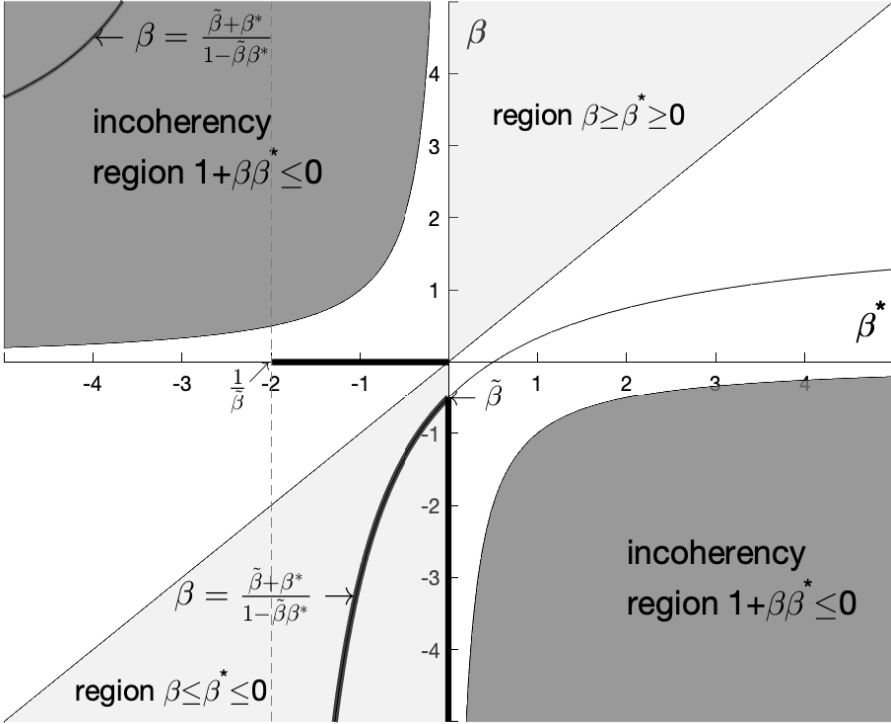 ← β = (β̃+β*)/(1−β̃β*)
β
4
incoherency
region β≥β*≥0
region 1+ββ*≤0
3
2
1
β*
-4 -3 -2 -1 1 2 3 4
1/β̃
← β̃
-1
-2
incoherency
-3
β = (β̃+β*)/(1−β̃β*) →
region 1+ββ*≤0
-4
region β≤β*≤0